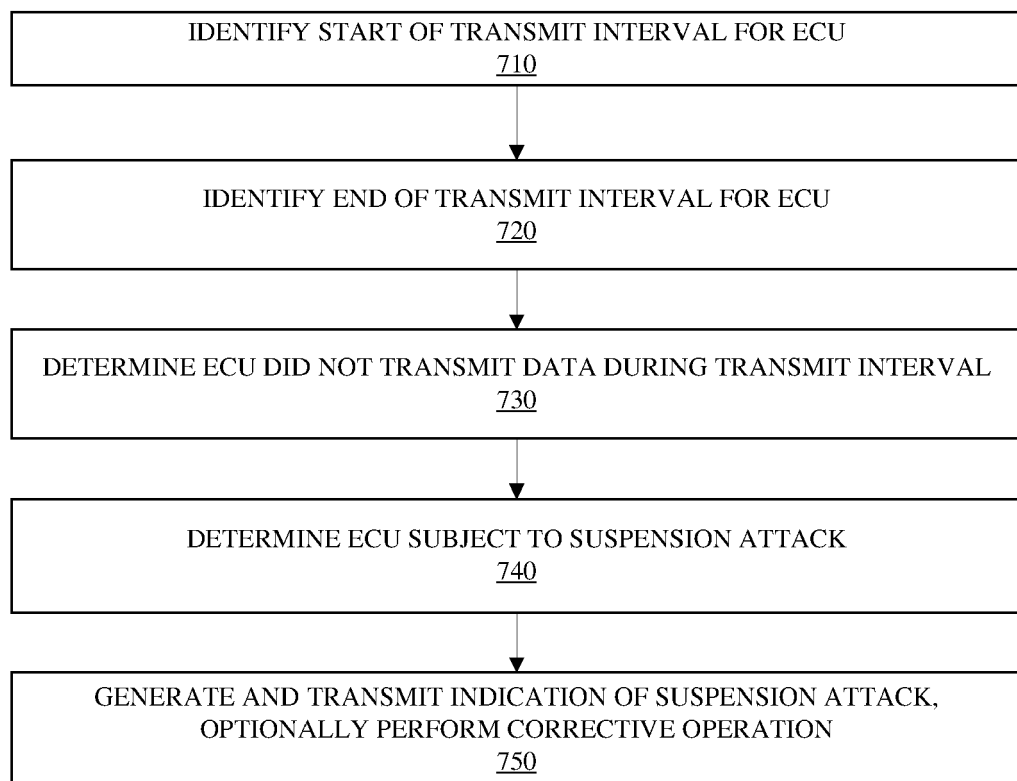 IDENTIFY START OF TRANSMIT INTERVAL FOR ECU
710
IDENTIFY END OF TRANSMIT INTERVAL FOR ECU
720
DETERMINE ECU DID NOT TRANSMIT DATA DURING TRANSMIT INTERVAL
730
DETERMINE ECU SUBJECT TO SUSPENSION ATTACK
740
GENERATE AND TRANSMIT INDICATION OF SUSPENSION ATTACK,
OPTIONALLY PERFORM CORRECTIVE OPERATION
750